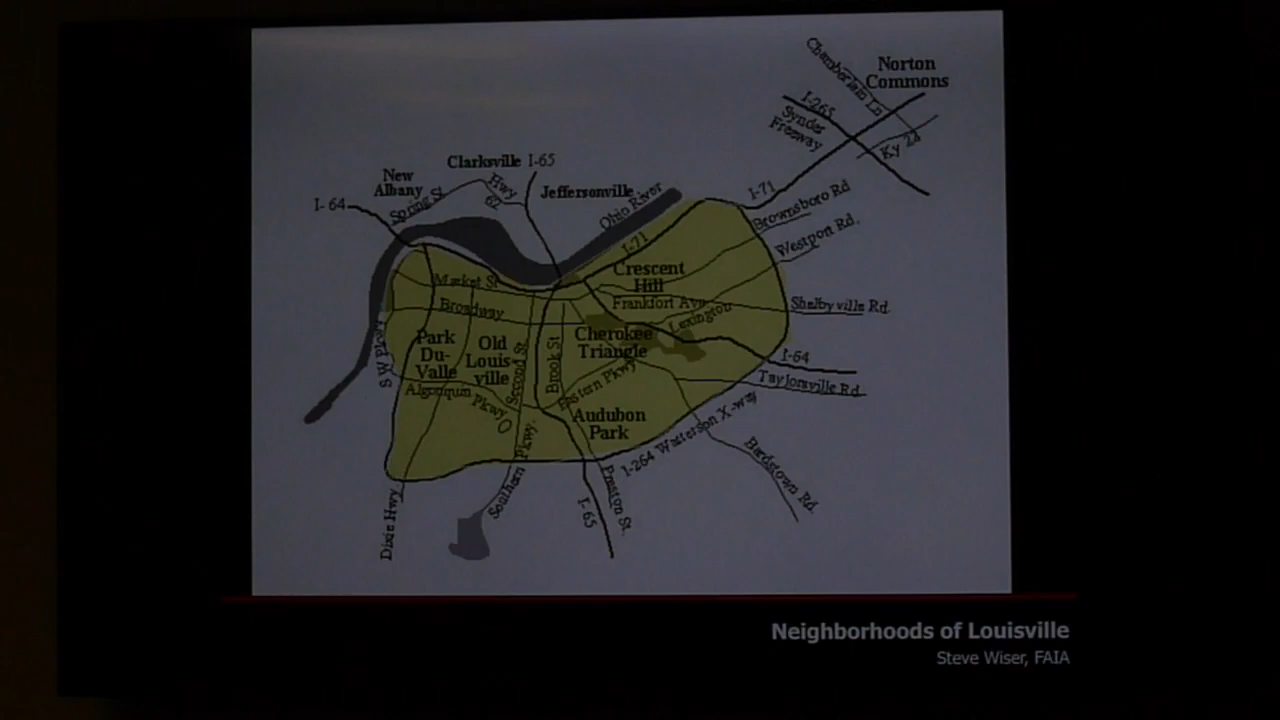 Norton
Commons
Chamberlain Ln
I-265
Synder
Freeway
Ky 22
Clarksville I-65
New
Albany
Spring St
Hwy
62
Jeffersonville
Ohio River
I-64
I-71
Brownsboro Rd
Westport Rd.
I-71
Crescent
Hill
Market St
Frankfort Ave
Shelbyville Rd.
Broadway
Lexington
Cherokee
Triangle
Park
Du-
Valle
Old
Louis-
ville
Second St
Brook St
S W Pkwy
I-64
Taylorsville Rd.
Eastern Pkwy
Algonquin Pkwy
Audubon
Park
I-264 Watterson X-way
Bardstown Rd.
Southern Pkwy.
Preston St.
I-65
Dixie Hwy
Neighborhoods of Louisville
Steve Wiser, FAIA